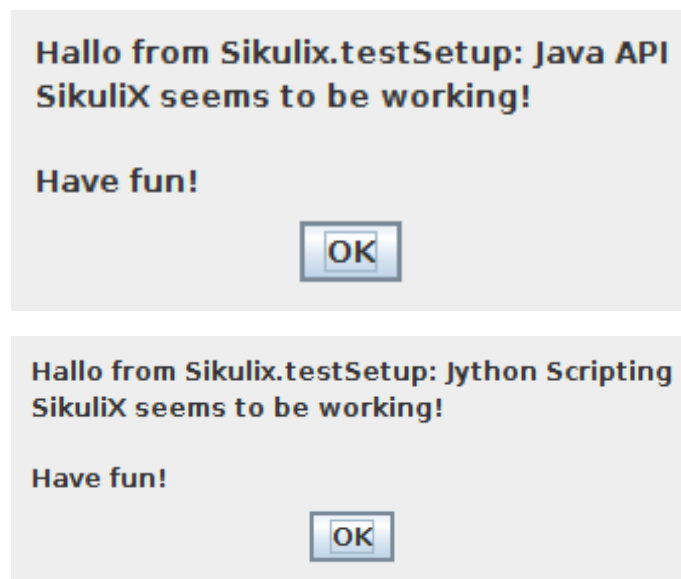 Hallo from Sikulix.testSetup: Java API
SikuliX seems to be working!
Have fun!
OK
Hallo from Sikulix.testSetup: Jython Scripting
SikuliX seems to be working!
Have fun!
OK